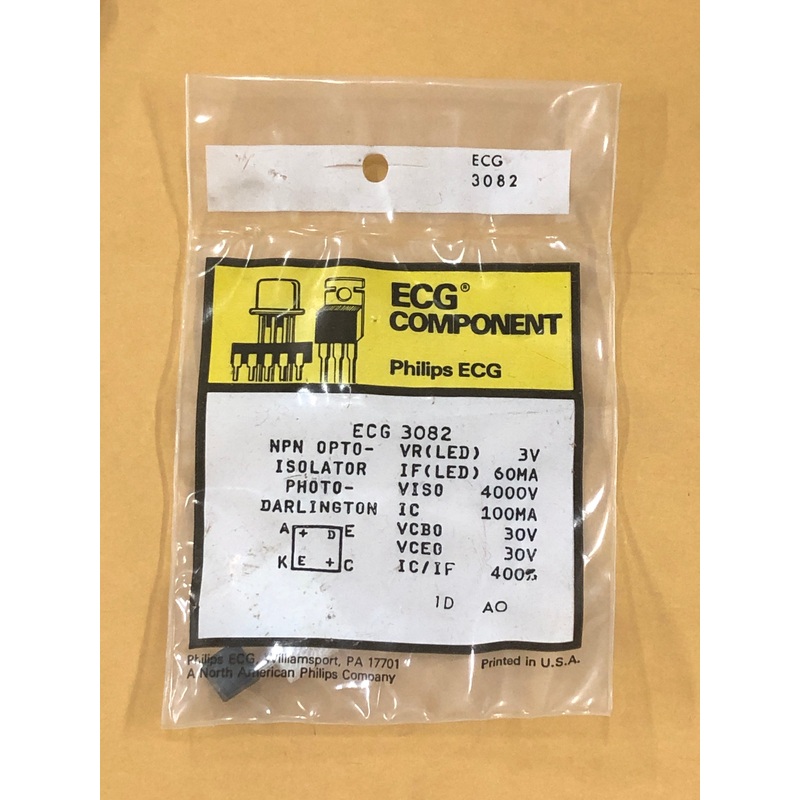 ECG
3082
ECG®
COMPONENT
Philips ECG
ECG 3082
NPN OPTO- VR(LED) 3V
ISOLATOR IF(LED) 60MA
PHOTO- VISO 4000V
DARLINGTON IC 100MA
A + D E VCBO 30V
VCEO 30V
K E + C IC/IF 400%
1D AO
Philips ECG, Williamsport, PA 17701 Printed in U.S.A.
A North American Philips Company